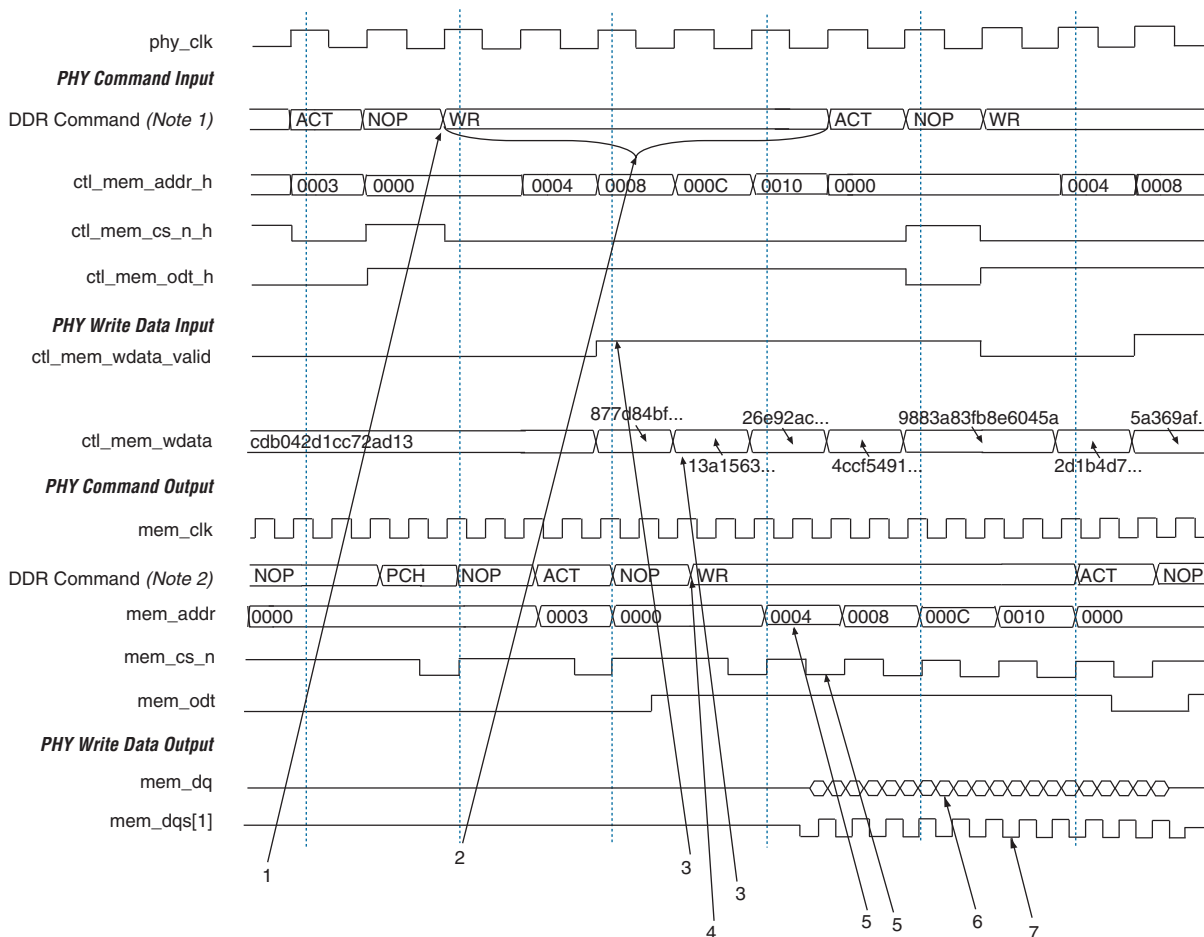 phy_clk
PHY Command Input
DDR Command (Note 1) ACT NOP WR ACT NOP WR
ctl_mem_addr_h 0003 0000 0004 0008 000C 0010 0000 0004 0008
ctl_mem_cs_n_h
ctl_mem_odt_h
PHY Write Data Input
ctl_mem_wdata_valid
877d84bf... 26e92ac... 9883a83fb8e6045a 5a369af...
ctl_mem_wdata cdb042d1cc72ad13
13a1563... 4ccf5491... 2d1b4d7...
PHY Command Output
mem_clk
DDR Command (Note 2) NOP PCH NOP ACT NOP WR ACT NOP
mem_addr 0000 0003 0000 0004 0008 000C 0010 0000
mem_cs_n
mem_odt
PHY Write Data Output
mem_dq
mem_dqs[1]
1 2 3 4 3 5 5 6 7